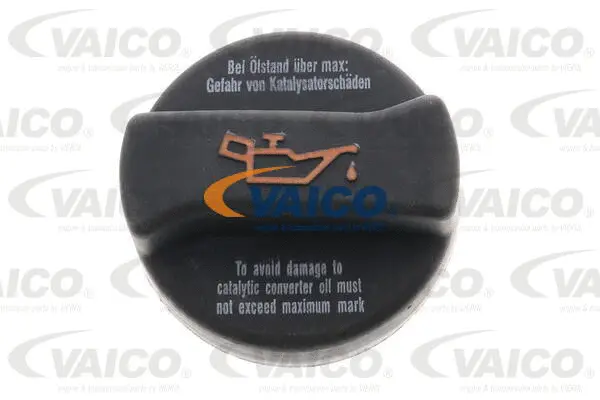 Bei Ölstand über max:
Gefahr von Katalysatorschäden
VAICO
To avoid damage to
catalytic converter oil must
not exceed maximum mark